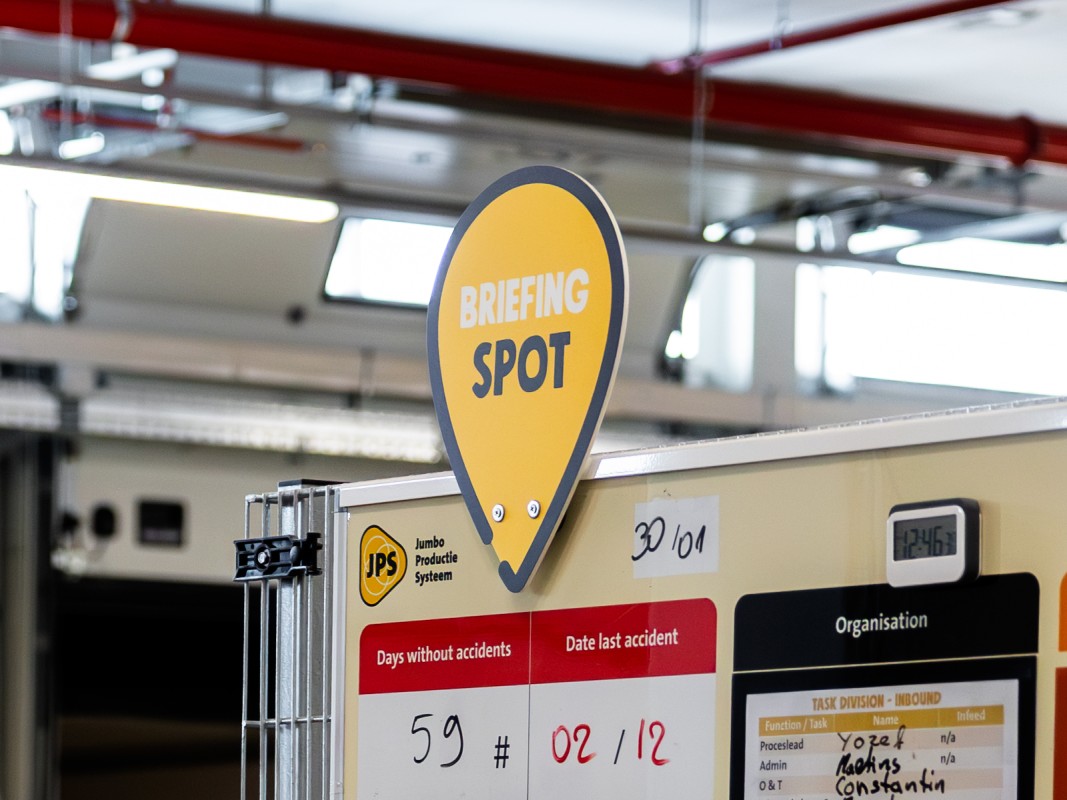 BRIEFING
SPOT
JPS
Jumbo
Productie
Systeem
30/01
12:46
Organisation
Days without accidents
Date last accident
59 #
02 / 12
TASK DIVISION - INBOUND
Function / Task Name Infeed
Proceslead Yozef n/a
Admin n/a
O & T Constantin n/a